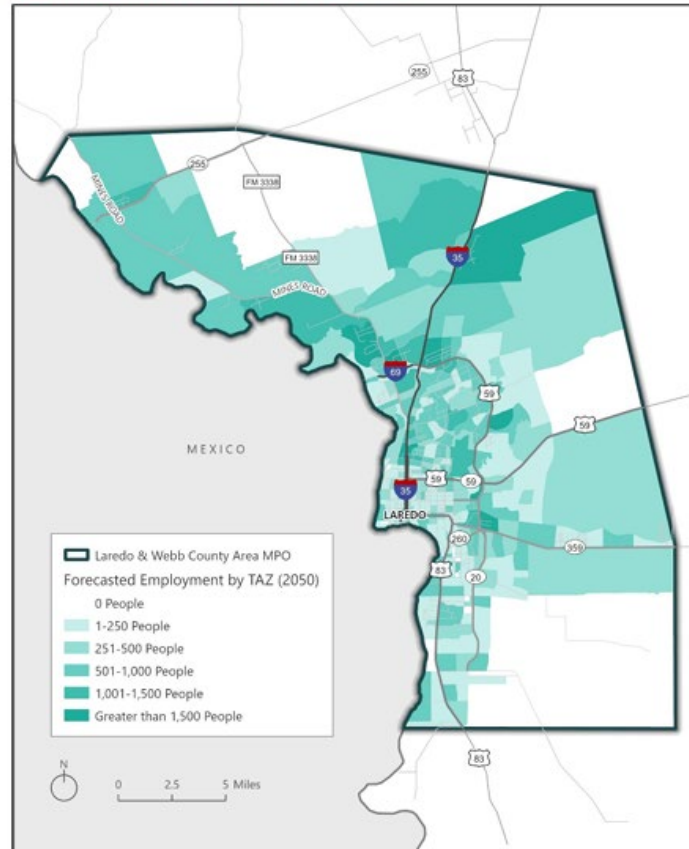 255
83
255
FM 3338
MINES ROAD
35
FM 3338
MINES ROAD
69
59
59
MEXICO
59
59
35
LAREDO
260
359
83
20
Laredo & Webb County Area MPO
Forecasted Employment by TAZ (2050)
0 People
1-250 People
251-500 People
501-1,000 People
1,001-1,500 People
Greater than 1,500 People
83
N
0 2.5 5 Miles